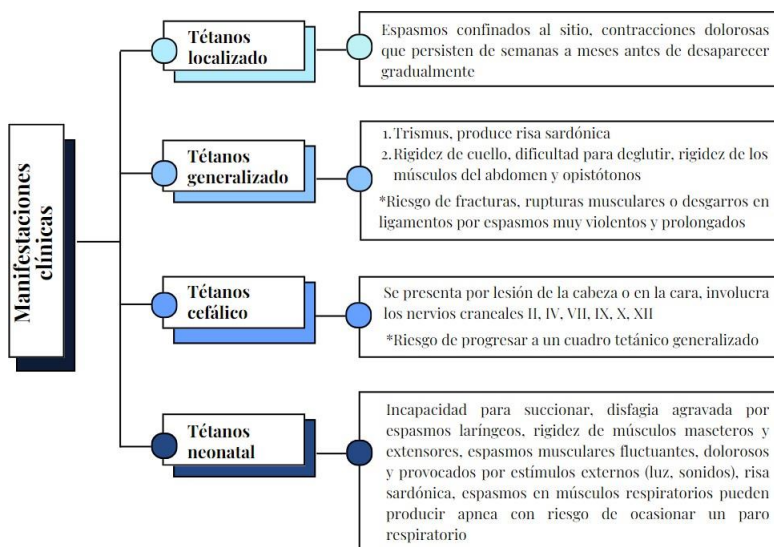 Manifestaciones
clínicas
Tétanos
localizado
Espasmos confinados al sitio, contracciones dolorosas
que persisten de semanas a meses antes de desaparecer
gradualmente
Tétanos
generalizado
1. Trismus, produce risa sardónica
2. Rigidez de cuello, dificultad para deglutir, rigidez de los
músculos del abdomen y opistótonos
*Riesgo de fracturas, rupturas musculares o desgarros en
ligamentos por espasmos muy violentos y prolongados
Tétanos
cefálico
Se presenta por lesión de la cabeza o en la cara, involucra
los nervios craneales II, IV, VII, IX, X, XII
*Riesgo de progresar a un cuadro tetánico generalizado
Tétanos
neonatal
Incapacidad para succionar, disfagia agravada por
espasmos laríngeos, rigidez de músculos maseteros y
extensores, espasmos musculares fluctuantes, dolorosos
y provocados por estímulos externos (luz, sonidos), risa
sardónica, espasmos en músculos respiratorios pueden
producir apnea con riesgo de ocasionar un paro
respiratorio